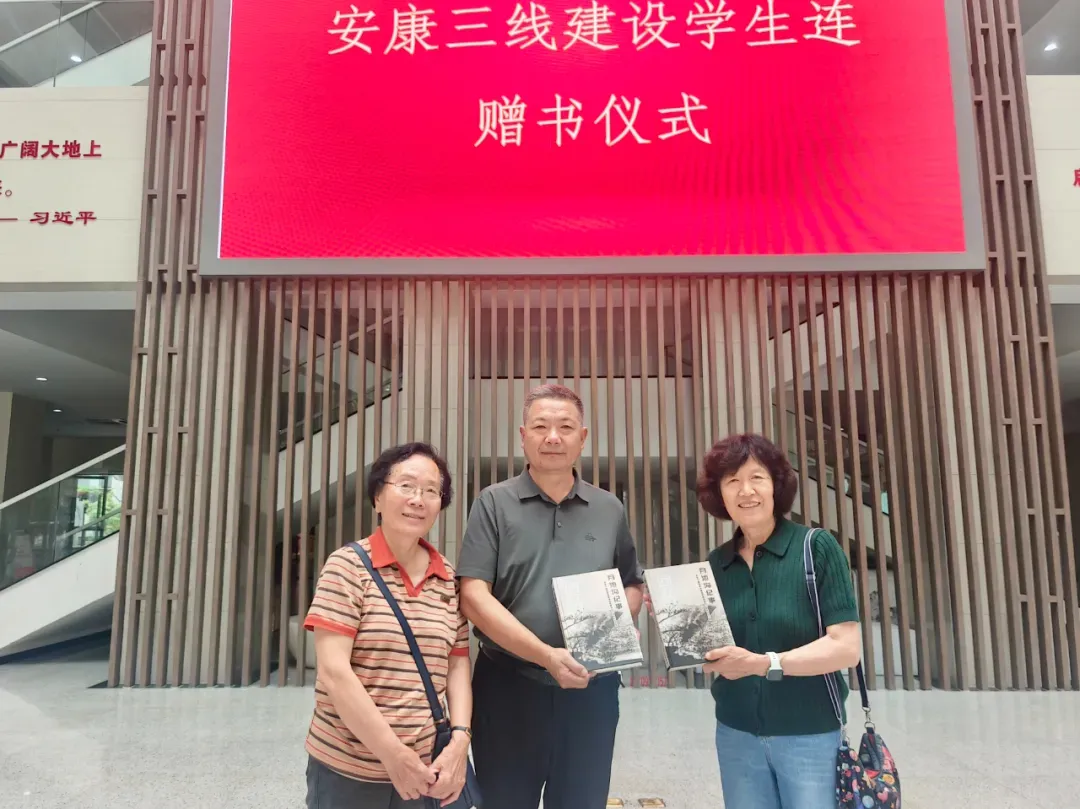 安康三线建设学生连
赠书仪式
广阔大地上
— 习近平